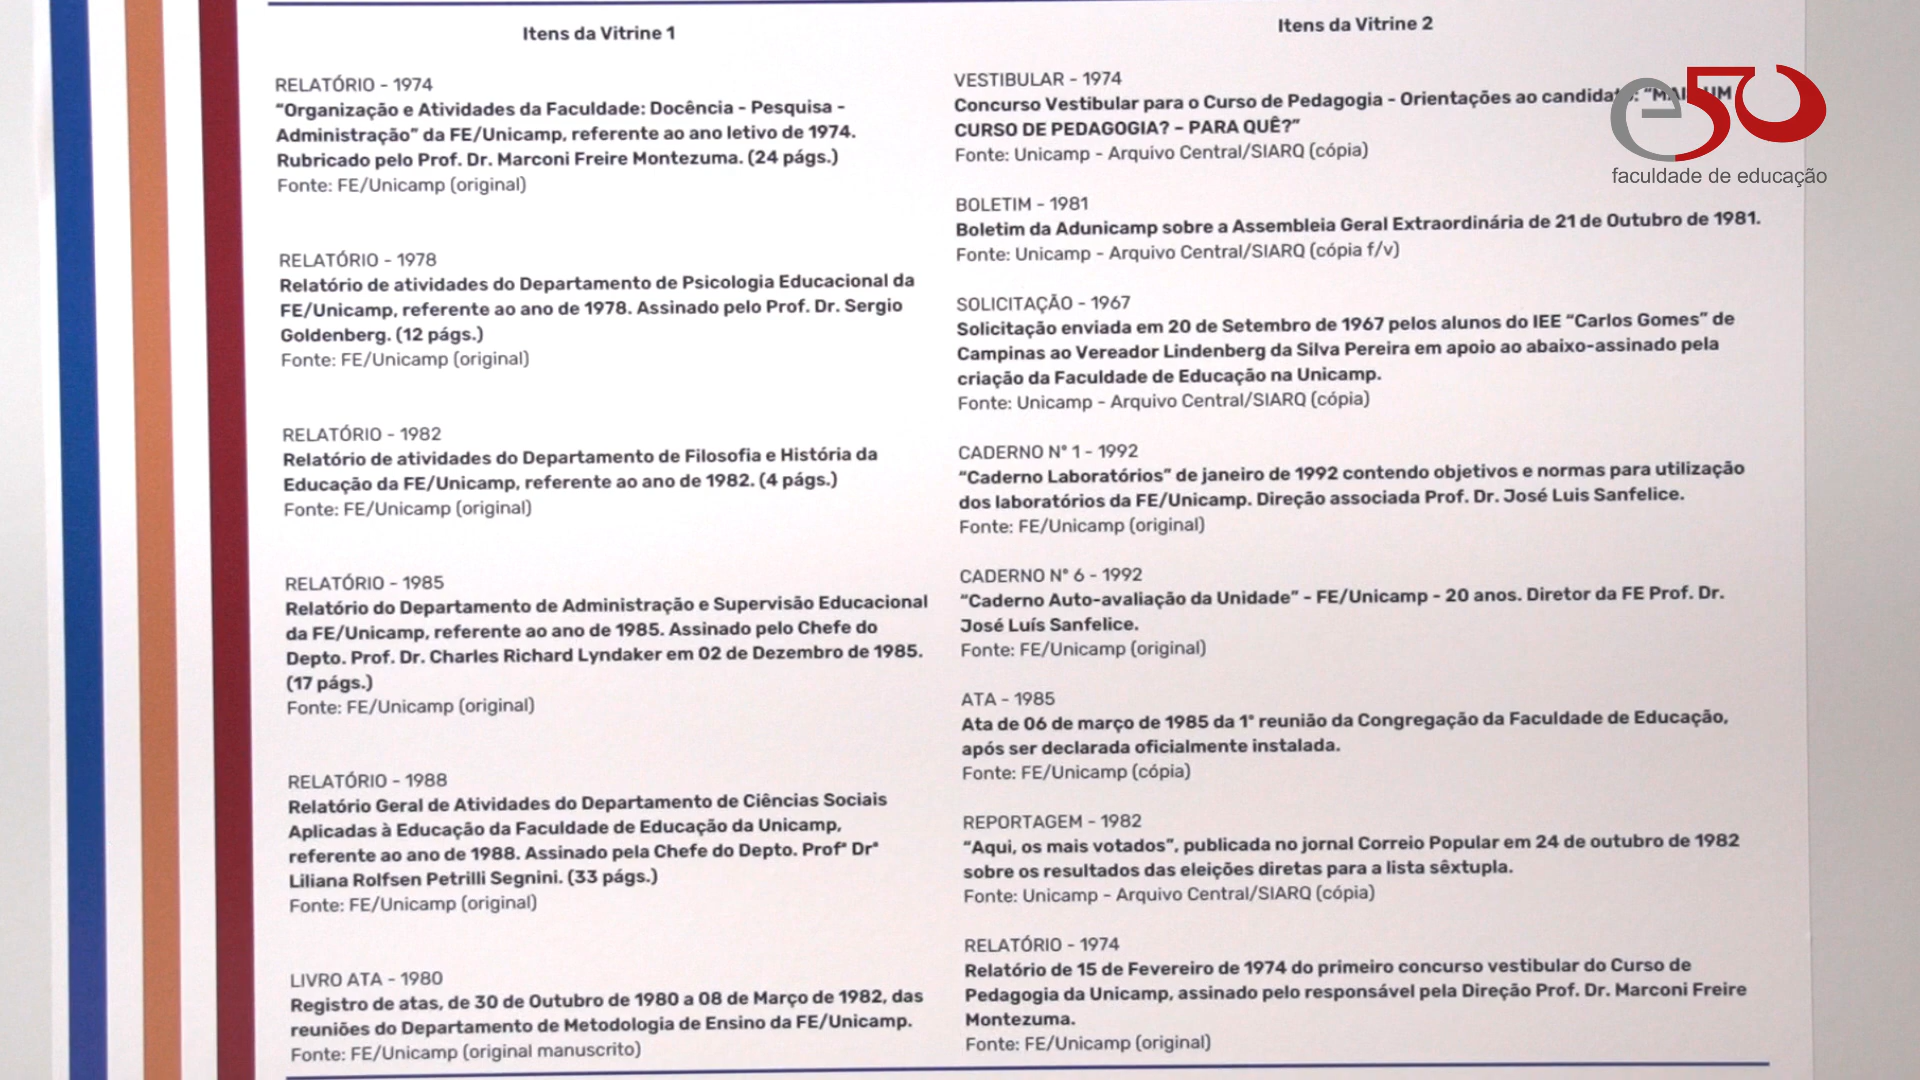 Itens da Vitrine 1
RELATÓRIO - 1974
“Organização e Atividades da Faculdade: Docência - Pesquisa -
Administração” da FE/Unicamp, referente ao ano letivo de 1974.
Rubricado pelo Prof. Dr. Marconi Freire Montezuma. (24 págs.)
Fonte: FE/Unicamp (original)
RELATÓRIO - 1978
Relatório de atividades do Departamento de Psicologia Educacional da
FE/Unicamp, referente ao ano de 1978. Assinado pelo Prof. Dr. Sergio
Goldenberg. (12 págs.)
Fonte: FE/Unicamp (original)
RELATÓRIO - 1982
Relatório de atividades do Departamento de Filosofia e História da
Educação da FE/Unicamp, referente ao ano de 1982. (4 págs.)
Fonte: FE/Unicamp (original)
RELATÓRIO - 1985
Relatório do Departamento de Administração e Supervisão Educacional
da FE/Unicamp, referente ao ano de 1985. Assinado pelo Chefe do
Depto. Prof. Dr. Charles Richard Lyndaker em 02 de Dezembro de 1985.
(17 págs.)
Fonte: FE/Unicamp (original)
RELATÓRIO - 1988
Relatório Geral de Atividades do Departamento de Ciências Sociais
Aplicadas à Educação da Faculdade de Educação da Unicamp,
referente ao ano de 1988. Assinado pela Chefe do Depto. Profª Drª
Liliana Rolfsen Petrilli Segnini. (33 págs.)
Fonte: FE/Unicamp (original)
LIVRO ATA - 1980
Registro de atas, de 30 de Outubro de 1980 a 08 de Março de 1982, das
reuniões do Departamento de Metodologia de Ensino da FE/Unicamp.
Fonte: FE/Unicamp (original manuscrito)
Itens da Vitrine 2
VESTIBULAR - 1974
Concurso Vestibular para o Curso de Pedagogia - Orientações ao candidato: UM
CURSO DE PEDAGOGIA? – PARA QUÊ?”
Fonte: Unicamp - Arquivo Central/SIARQ (cópia)
BOLETIM - 1981
Boletim da Adunicamp sobre a Assembleia Geral Extraordinária de 21 de Outubro de 1981.
Fonte: Unicamp - Arquivo Central/SIARQ (cópia f/v)
SOLICITAÇÃO - 1967
Solicitação enviada em 20 de Setembro de 1967 pelos alunos do IEE “Carlos Gomes” de
Campinas ao Vereador Lindenberg da Silva Pereira em apoio ao abaixo-assinado pela
criação da Faculdade de Educação na Unicamp.
Fonte: Unicamp - Arquivo Central/SIARQ (cópia)
CADERNO Nº 1 - 1992
“Caderno Laboratórios” de janeiro de 1992 contendo objetivos e normas para utilização
dos laboratórios da FE/Unicamp. Direção associada Prof. Dr. José Luis Sanfelice.
Fonte: FE/Unicamp (original)
CADERNO Nº 6 - 1992
“Caderno Auto-avaliação da Unidade” - FE/Unicamp - 20 anos. Diretor da FE Prof. Dr.
José Luís Sanfelice.
Fonte: FE/Unicamp (original)
ATA - 1985
Ata de 06 de março de 1985 da 1ª reunião da Congregação da Faculdade de Educação,
após ser declarada oficialmente instalada.
Fonte: FE/Unicamp (cópia)
REPORTAGEM - 1982
“Aqui, os mais votados”, publicada no jornal Correio Popular em 24 de outubro de 1982
sobre os resultados das eleições diretas para a lista sêxtupla.
Fonte: Unicamp - Arquivo Central/SIARQ (cópia)
RELATÓRIO - 1974
Relatório de 15 de Fevereiro de 1974 do primeiro concurso vestibular do Curso de
Pedagogia da Unicamp, assinado pelo responsável pela Direção Prof. Dr. Marconi Freire
Montezuma.
Fonte: FE/Unicamp (original)
e50
faculdade de educação